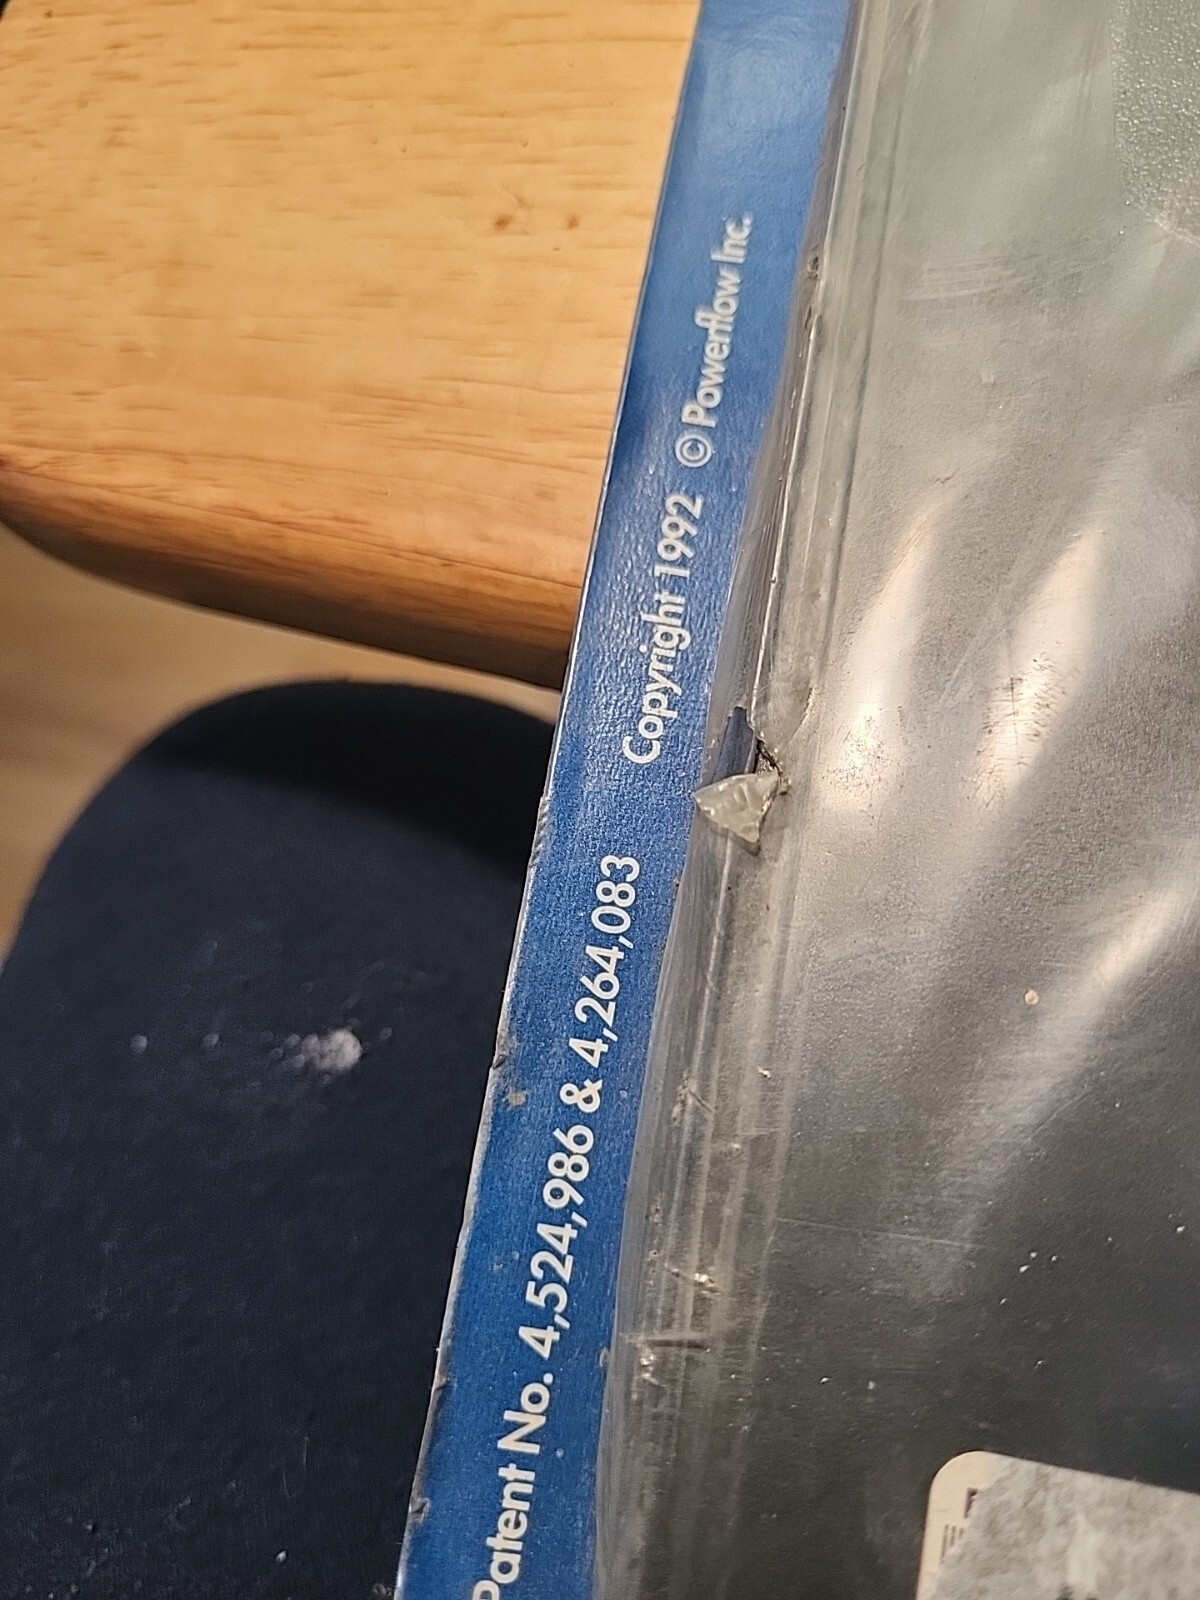 Patent No. 4,524,986 & 4,264,083 Copyright 1992 © Powerflow Inc.